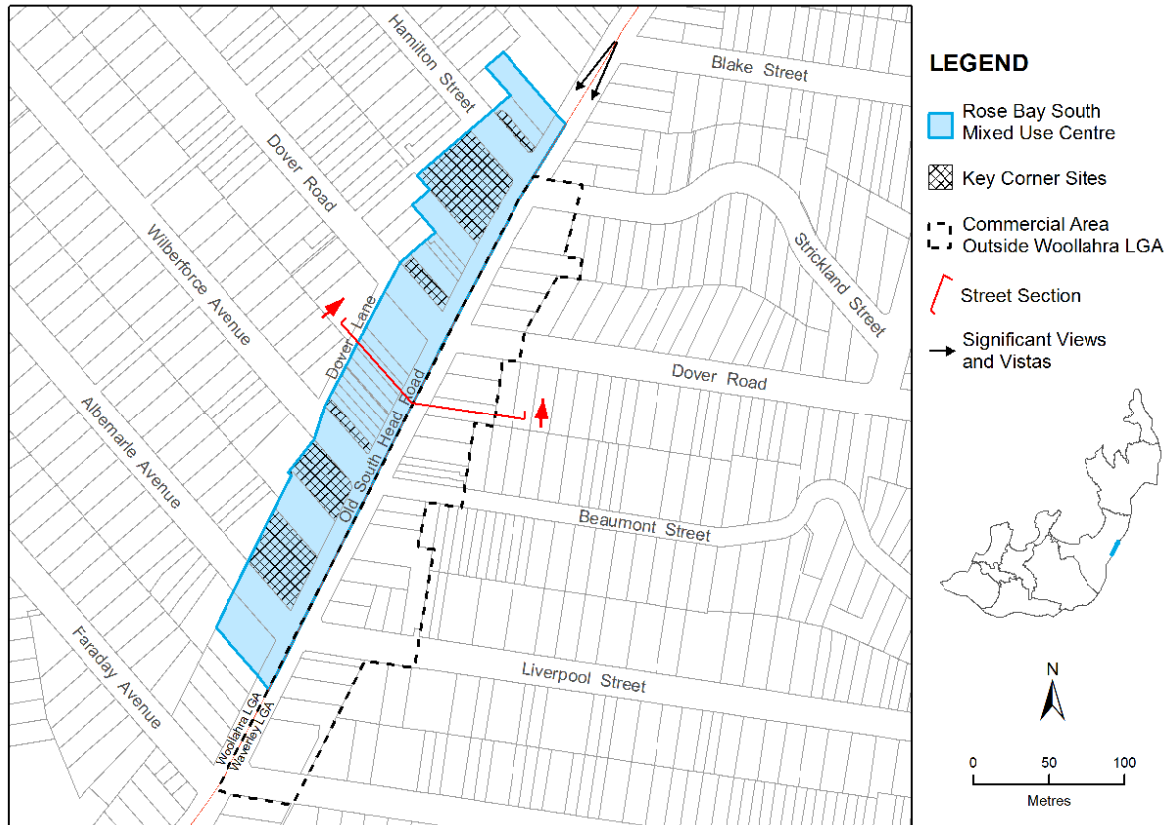 Hamilton Street
Blake Street
Dover Road
Wilberforce Avenue
Strickland Street
Dover Lane
Old South Head Road
Dover Road
Albemarle Avenue
Beaumont Street
Faraday Avenue
Liverpool Street
Woollahra LGA
Waverley LGA
LEGEND
Rose Bay South
Mixed Use Centre
Key Corner Sites
Commercial Area
Outside Woollahra LGA
Street Section
Significant Views
and Vistas
N
0 50 100
Metres